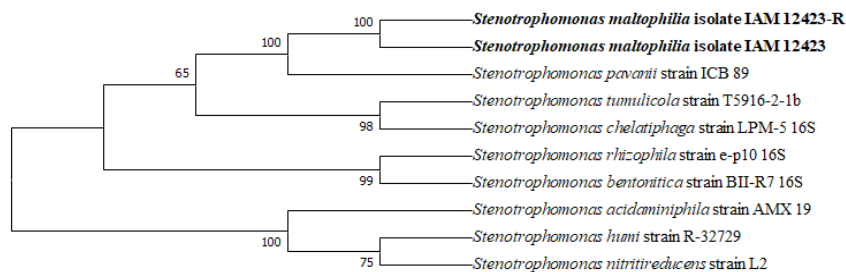 100 Stenotrophomonas maltophilia isolate IAM 12423-R
100 Stenotrophomonas maltophilia isolate IAM 12423
65 Stenotrophomonas pavanii strain ICB 89
Stenotrophomonas tumulicola strain T5916-2-1b
98 Stenotrophomonas chelatiphaga strain LPM-5 16S
Stenotrophomonas rhizophila strain e-p10 16S
99 Stenotrophomonas bentonitica strain BII-R7 16S
Stenotrophomonas acidaminiphila strain AMX 19
100 Stenotrophomonas humi strain R-32729
75 Stenotrophomonas nitritireducens strain L2